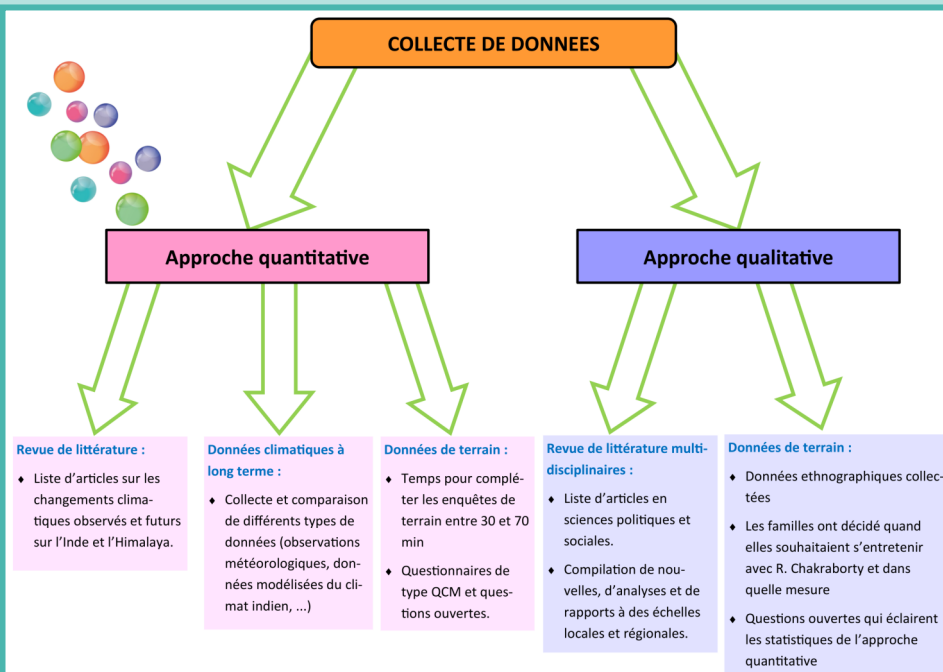 COLLECTE DE DONNEES
Approche quantitative
Approche qualitative
Revue de littérature :
♦ Liste d’articles sur les
changements clima-
tiques observés et futurs
sur l’Inde et l’Himalaya.
Données climatiques à
long terme :
♦ Collecte et comparaison
de différents types de
données (observations
météorologiques, don-
nées modélisées du cli-
mat indien, ...)
Données de terrain :
♦ Temps pour complé-
ter les enquêtes de
terrain entre 30 et 70
min
♦ Questionnaires de
type QCM et ques-
tions ouvertes.
Revue de littérature multi-
disciplinaires :
♦ Liste d’articles en
sciences politiques et
sociales.
♦ Compilation de nou-
velles, d’analyses et de
rapports à des échelles
locales et régionales.
Données de terrain :
♦ Données ethnographiques collec-
tées
♦ Les familles ont décidé quand
elles souhaitaient s’entretenir
avec R. Chakraborty et dans
quelle mesure
♦ Questions ouvertes qui éclairent
les statistiques de l’approche
quantitative